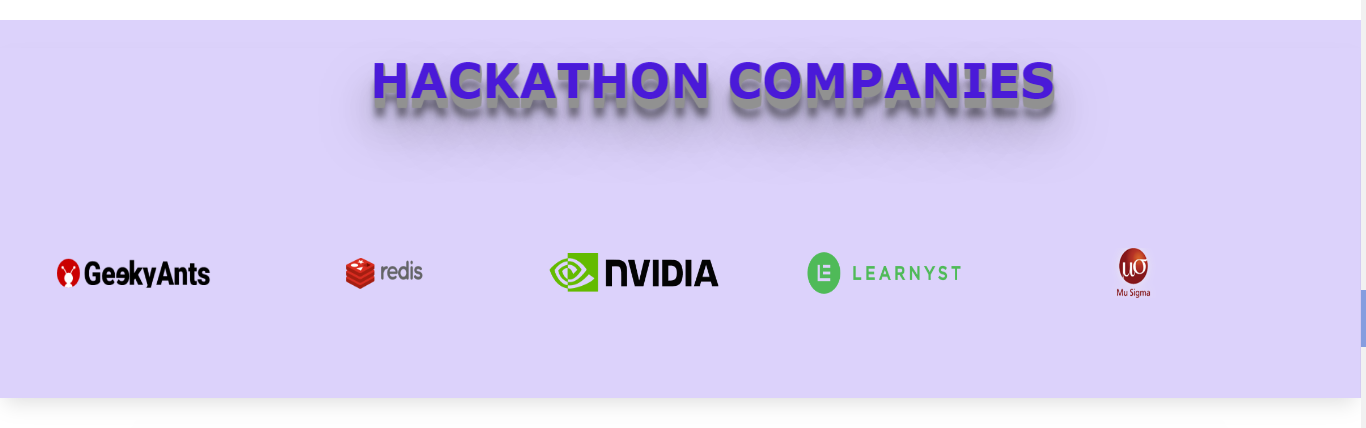 HACKATHON COMPANIES
GeekyAnts
redis
NVIDIA
LEARNYST
Mu Sigma